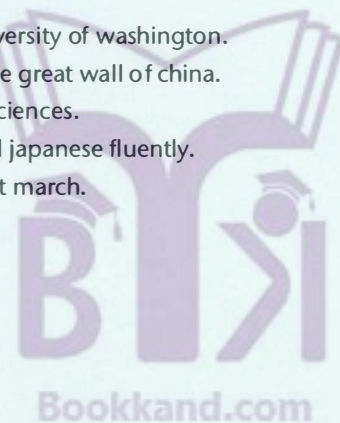 versity of washington.
e great wall of china.
ciences.
l japanese fluently.
t march.
Bookkand.com